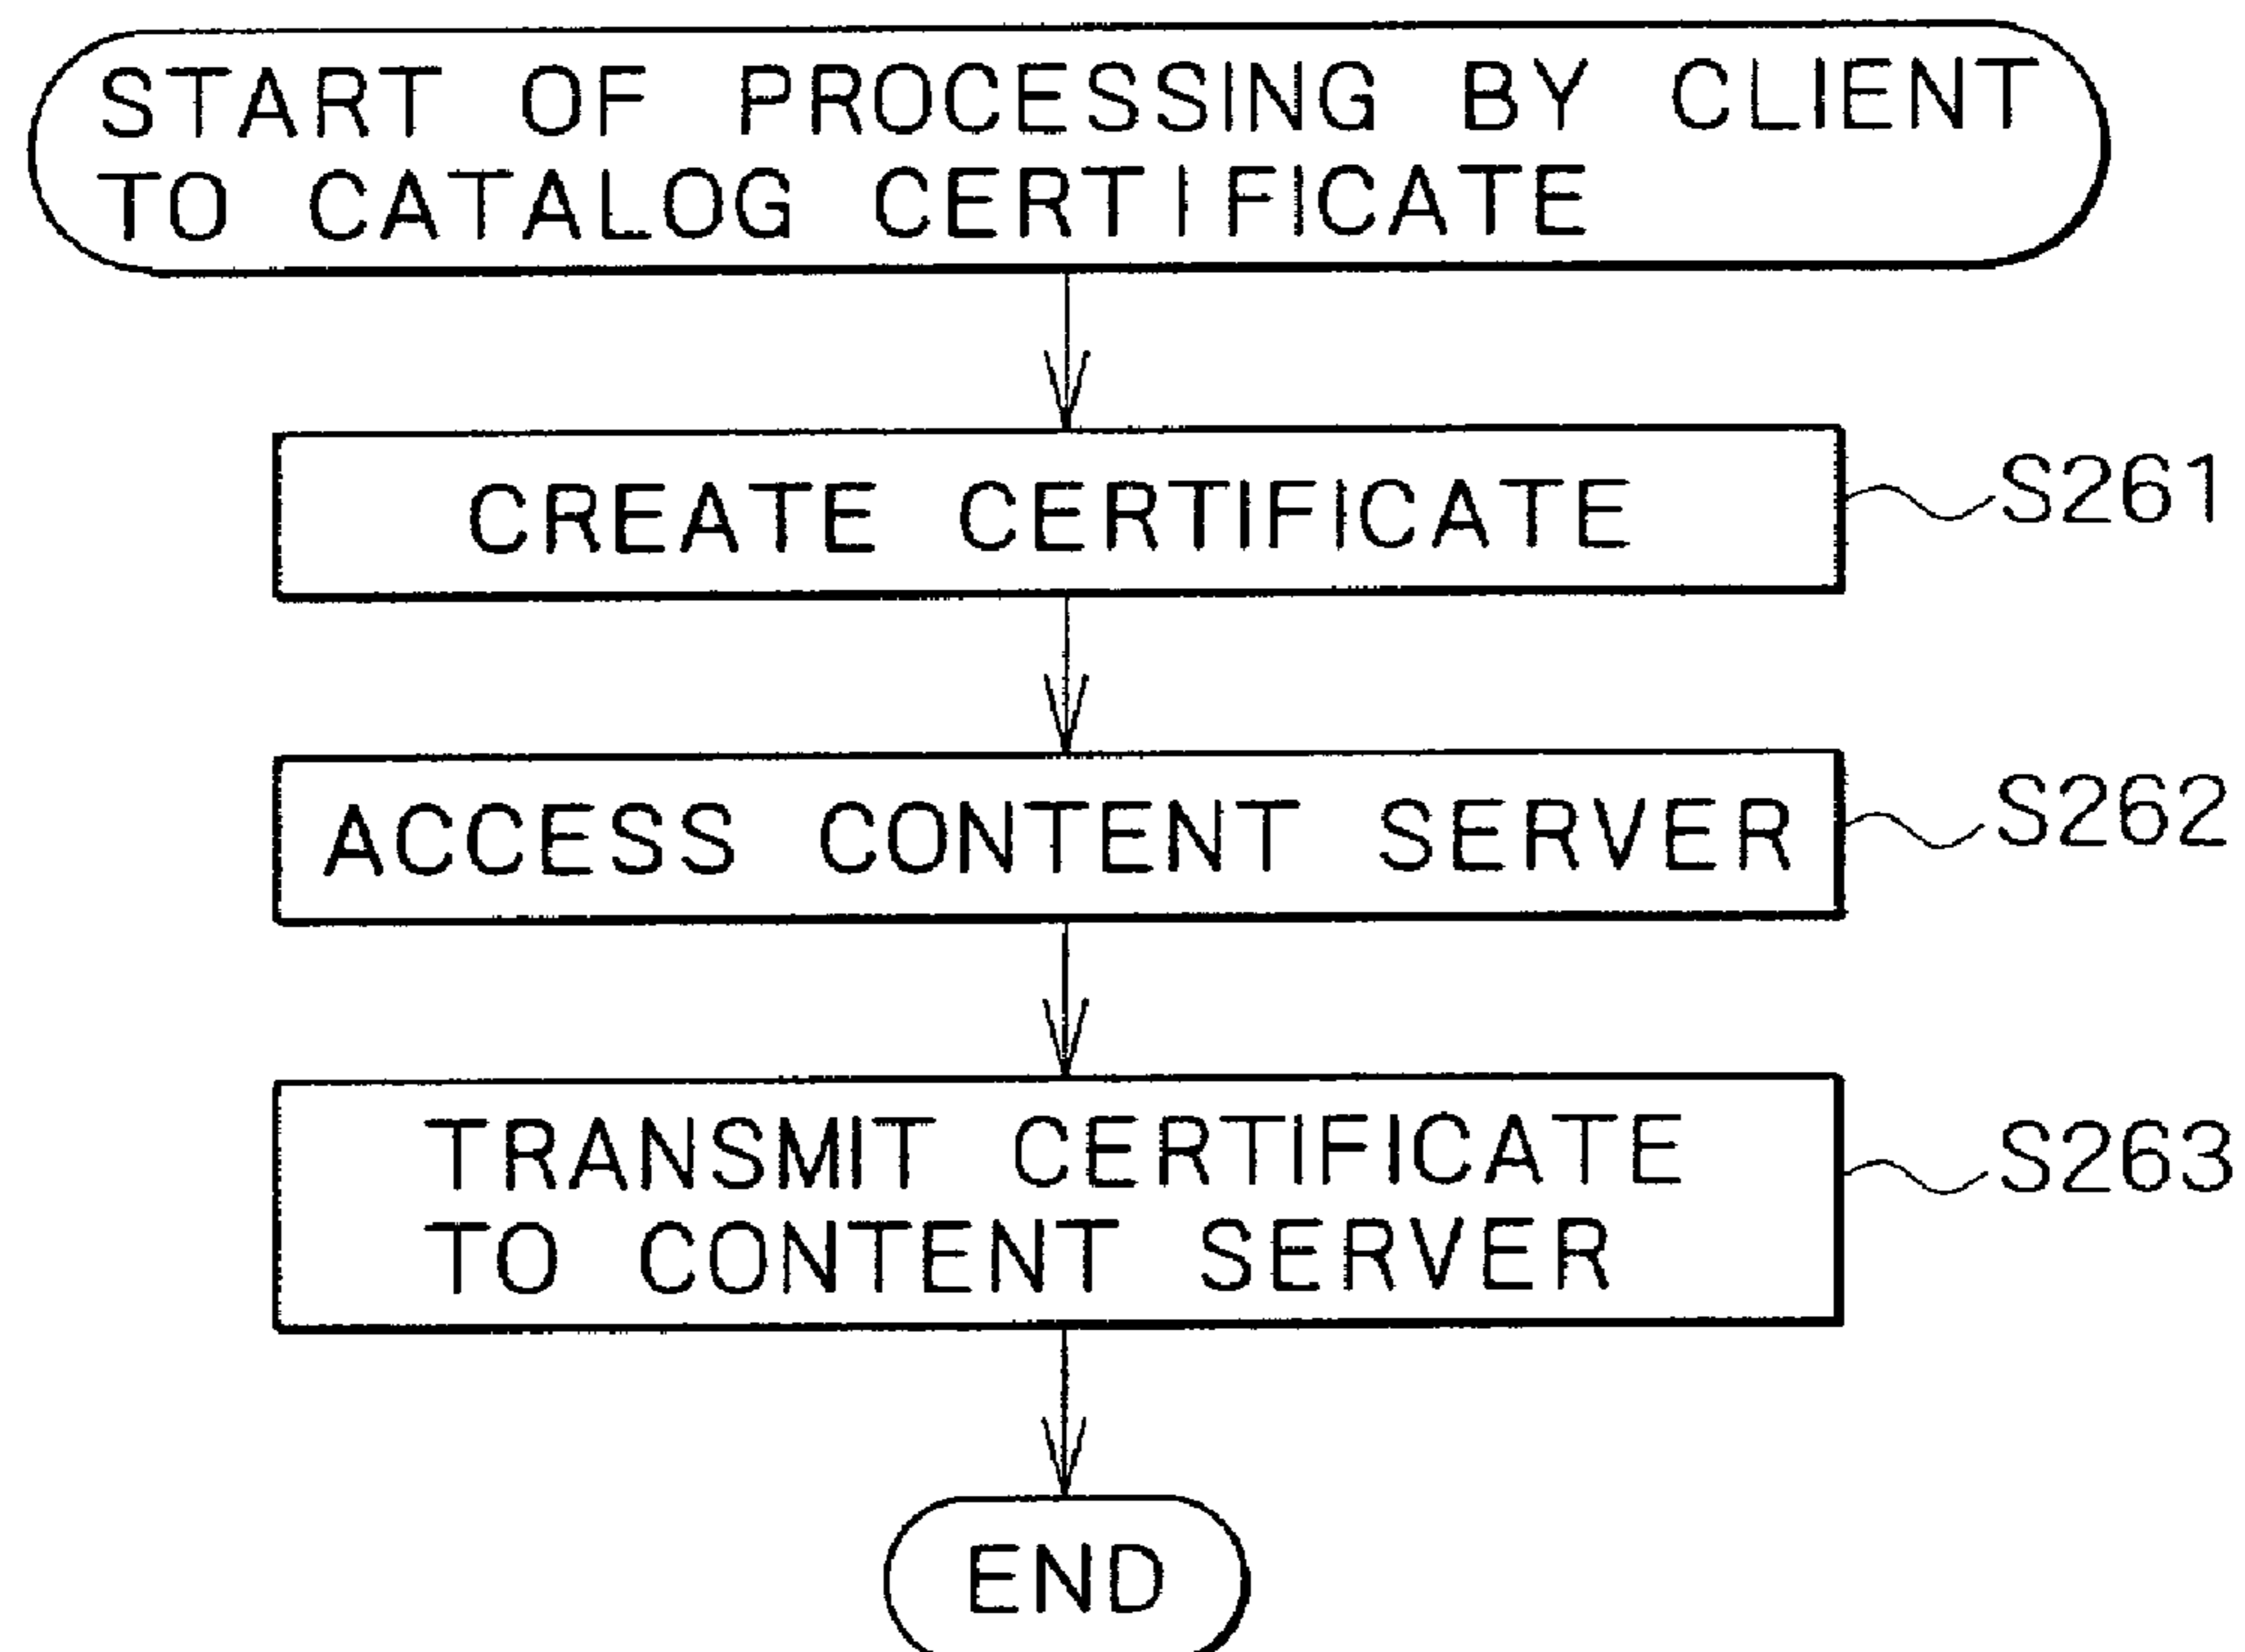 START OF PROCESSING BY CLIENT
TO CATALOG CERTIFICATE
CREATE CERTIFICATE
S261
ACCESS CONTENT SERVER
S262
TRANSMIT CERTIFICATE
TO CONTENT SERVER
S263
END